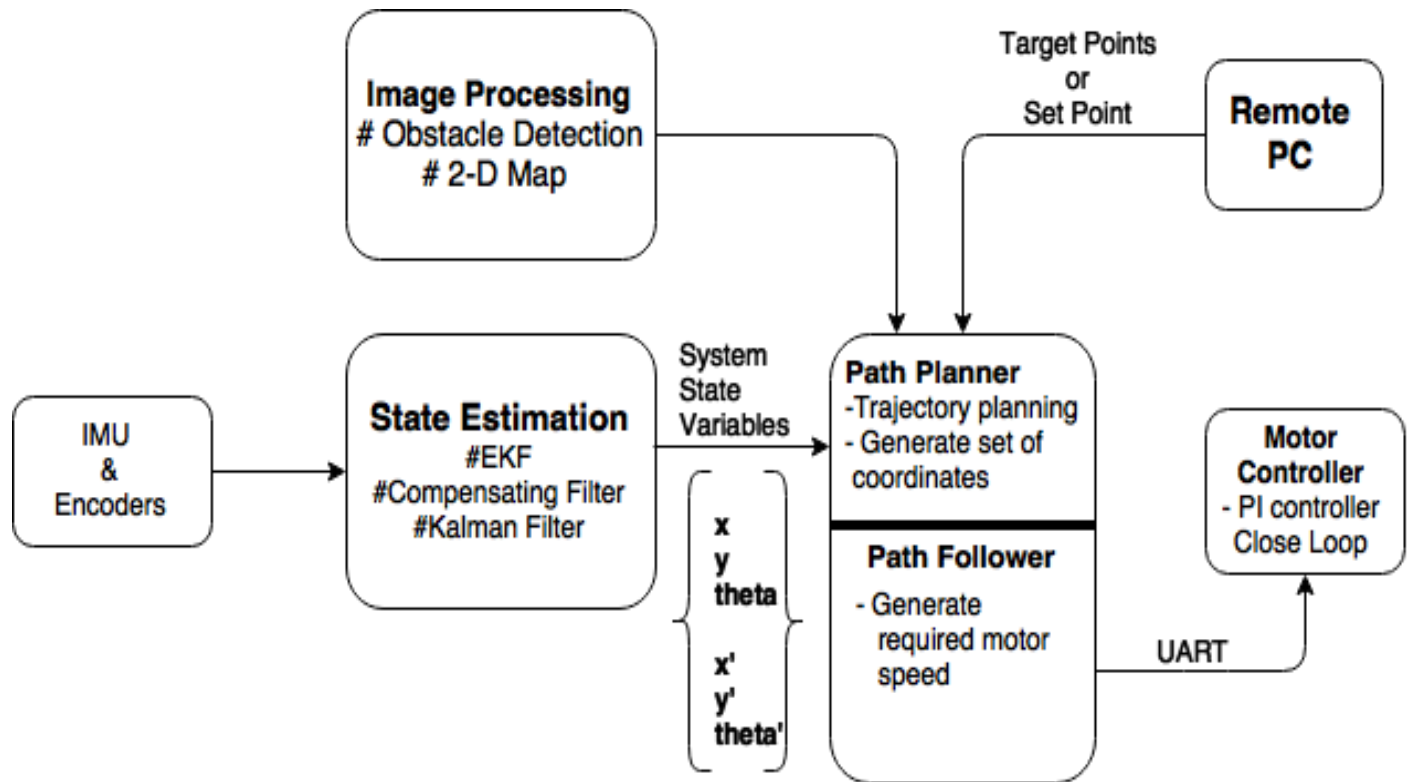 Image Processing
# Obstacle Detection
# 2-D Map
Target Points
or
Set Point
Remote
PC
IMU
&
Encoders
State Estimation
#EKF
#Compensating Filter
#Kalman Filter
System
State
Variables
x
y
theta
x'
y'
theta'
Path Planner
-Trajectory planning
- Generate set of
coordinates
Path Follower
- Generate
required motor
speed
UART
Motor
Controller
- PI controller
Close Loop